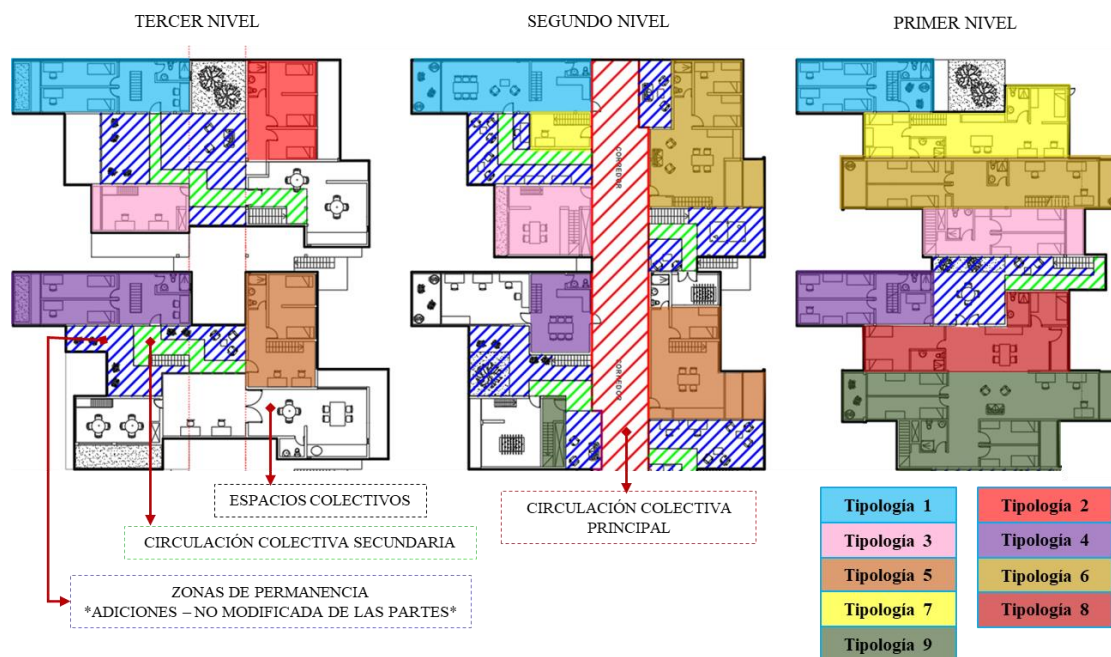 TERCER NIVEL
SEGUNDO NIVEL
PRIMER NIVEL
CORREDOR
CORREDOR
ESPACIOS COLECTIVOS
CIRCULACIÓN COLECTIVA SECUNDARIA
ZONAS DE PERMANENCIA
*ADICIONES – NO MODIFICADA DE LAS PARTES*
CIRCULACIÓN COLECTIVA
PRINCIPAL
Tipología 1
Tipología 2
Tipología 3
Tipología 4
Tipología 5
Tipología 6
Tipología 7
Tipología 8
Tipología 9